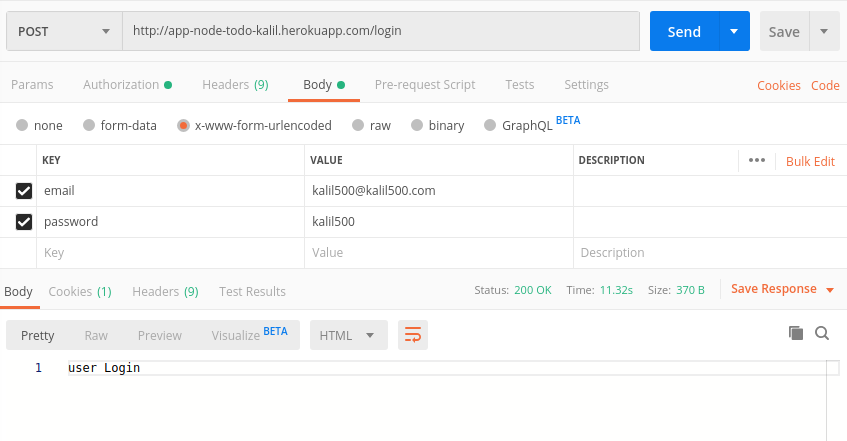 POST http://app-node-todo-kalil.herokuapp.com/login Send Save
Params Authorization Headers (9) Body Pre-request Script Tests Settings Cookies Code
none form-data x-www-form-urlencoded raw binary GraphQL BETA
KEY VALUE DESCRIPTION ••• Bulk Edit
email kalil500@kalil500.com
password kalil500
Key Value Description
Body Cookies (1) Headers (9) Test Results Status: 200 OK Time: 11.32s Size: 370 B Save Response
Pretty Raw Preview Visualize BETA HTML
1 user Login